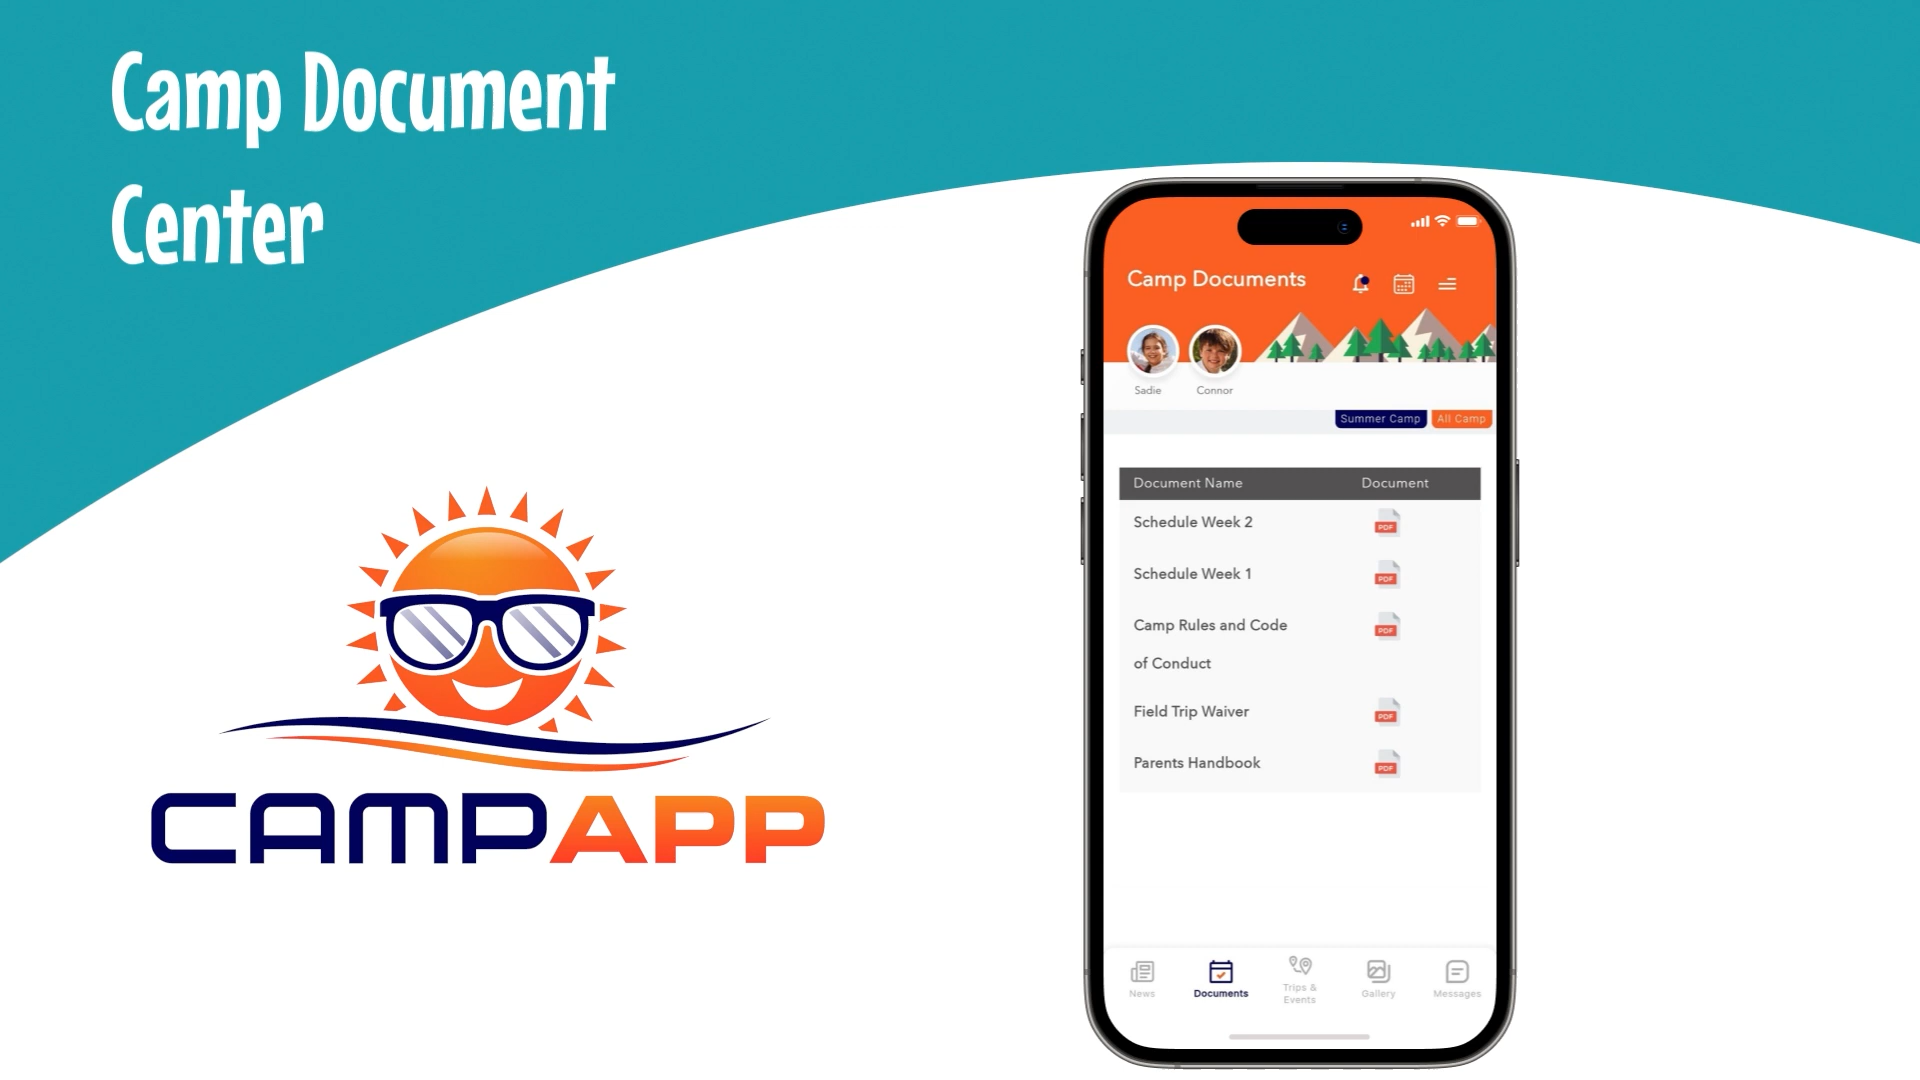 Camp Document
Center
CAMPAPP
Camp Documents
Sadie
Connor
Summer Camp
All Camp
Document Name
Document
Schedule Week 2
PDF
Schedule Week 1
PDF
Camp Rules and Code
of Conduct
PDF
Field Trip Waiver
PDF
Parents Handbook
PDF
News
Documents
Trips &
Events
Gallery
Messages